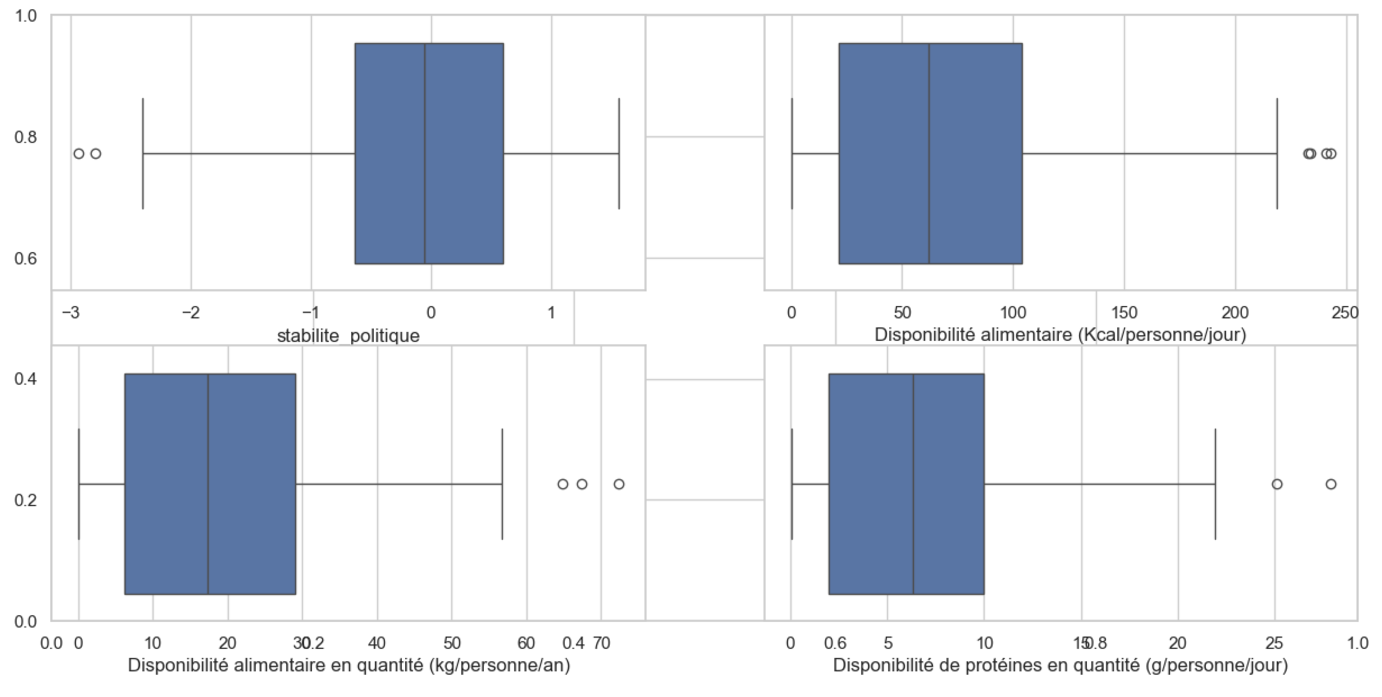 1.0
0.8
0.6
−3 −2 −1 0 1
0 50 100 150 200 250
stabilite_politique
Disponibilité alimentaire (Kcal/personne/jour)
0.4
0.2
0.0
0.0 0 10 20 30 0.2 40 50 60 0.4 70
0 0.6 5 10 15 0.8 20 25 1.0
Disponibilité alimentaire en quantité (kg/personne/an)
Disponibilité de protéines en quantité (g/personne/jour)